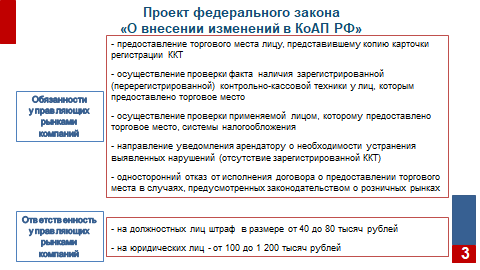 Проект федерального закона
«О внесении изменений в КоАП РФ»
Обязанности
управляющих
рынками
компаний
- предоставление торгового места лицу, представившему копию карточки
регистрации ККТ
- осуществление проверки факта наличия зарегистрированной
(перерегистрированной) контрольно-кассовой техники у лиц, которым
предоставлено торговое место
- осуществление проверки применяемой лицом, которому предоставлено
торговое место, системы налогообложения
- направление уведомления арендатору о необходимости устранения
выявленных нарушений (отсутствие зарегистрированной ККТ)
- односторонний отказ от исполнения договора о предоставлении торгового
места в случаях, предусмотренных законодательством о розничных рынках
Ответственность
управляющих
рынками
компаний
- на должностных лиц штраф в размере от 40 до 80 тысяч рублей
- на юридических лиц - от 100 до 1 200 тысяч рублей
3